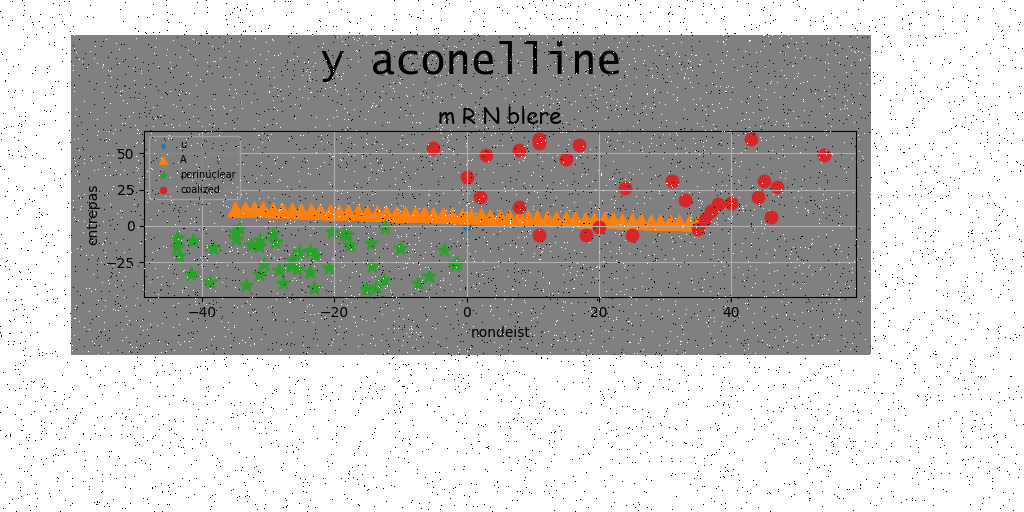 y aconelline
m R N blere
50
25
0
−25
−40
−20
0
20
40
entrepas
nondeist
A
perinuclear
coalized